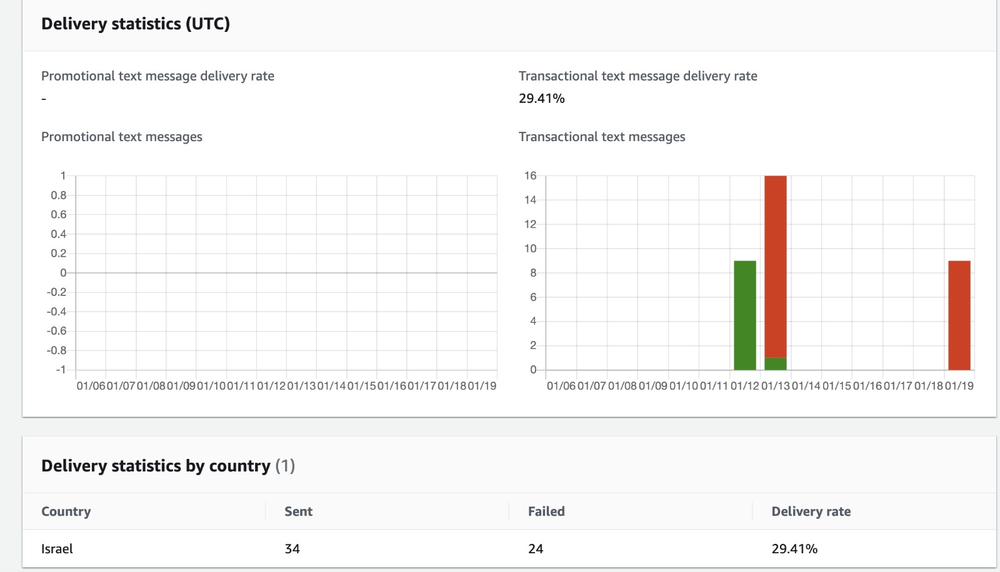 Delivery statistics (UTC)
Promotional text message delivery rate
-
Promotional text messages
1
0.8
0.6
0.4
0.2
0
-0.2
-0.4
-0.6
-0.8
-1
01/06 01/07 01/08 01/09 01/10 01/11 01/12 01/13 01/14 01/15 01/16 01/17 01/18 01/19
Transactional text message delivery rate
29.41%
Transactional text messages
16
14
12
10
8
6
4
2
0
01/06 01/07 01/08 01/09 01/10 01/11 01/12 01/13 01/14 01/15 01/16 01/17 01/18 01/19
Delivery statistics by country (1)
Country Sent Failed Delivery rate
Israel 34 24 29.41%